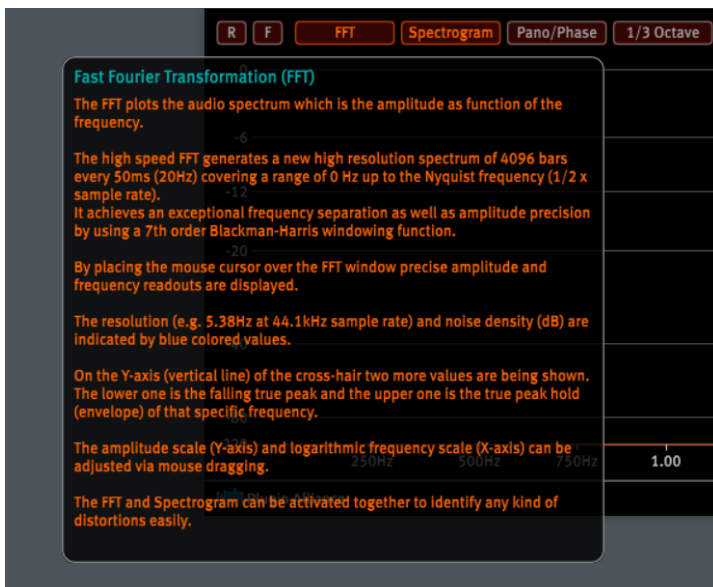 R F FFT Spectrogram Pano/Phase 1/3 Octave
Fast Fourier Transformation (FFT)
0
The FFT plots the audio spectrum which is the amplitude as function of the
frequency.
-6
The high speed FFT generates a new high resolution spectrum of 4096 bars
every 50ms (20Hz) covering a range of 0 Hz up to the Nyquist frequency (1/2 x
sample rate).
-12
It achieves an exceptional frequency separation as well as amplitude precision
by using a 7th order Blackman-Harris windowing function.
-20
By placing the mouse cursor over the FFT window precise amplitude and
frequency readouts are displayed.
The resolution (e.g. 5.38Hz at 44.1kHz sample rate) and noise density (dB) are
indicated by blue colored values.
On the Y-axis (vertical line) of the cross-hair two more values are being shown.
The lower one is the falling true peak and the upper one is the true peak hold
(envelope) of that specific frequency.
The amplitude scale (Y-axis) and logarithmic frequency scale (X-axis) can be
adjusted via mouse dragging.
250Hz 500Hz 750Hz 1.00
Plugin Alliance
The FFT and Spectrogram can be activated together to identify any kind of
distortions easily.